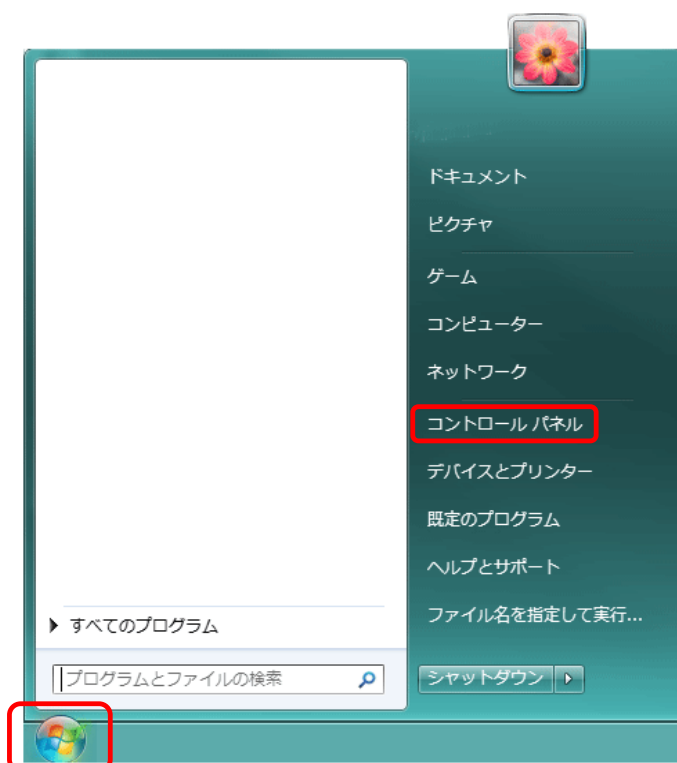 ドキュメント
ピクチャ
ゲーム
コンピューター
ネットワーク
コントロール パネル
デバイスとプリンター
既定のプログラム
ヘルプとサポート
ファイル名を指定して実行...
すべてのプログラム
プログラムとファイルの検索
シャットダウン